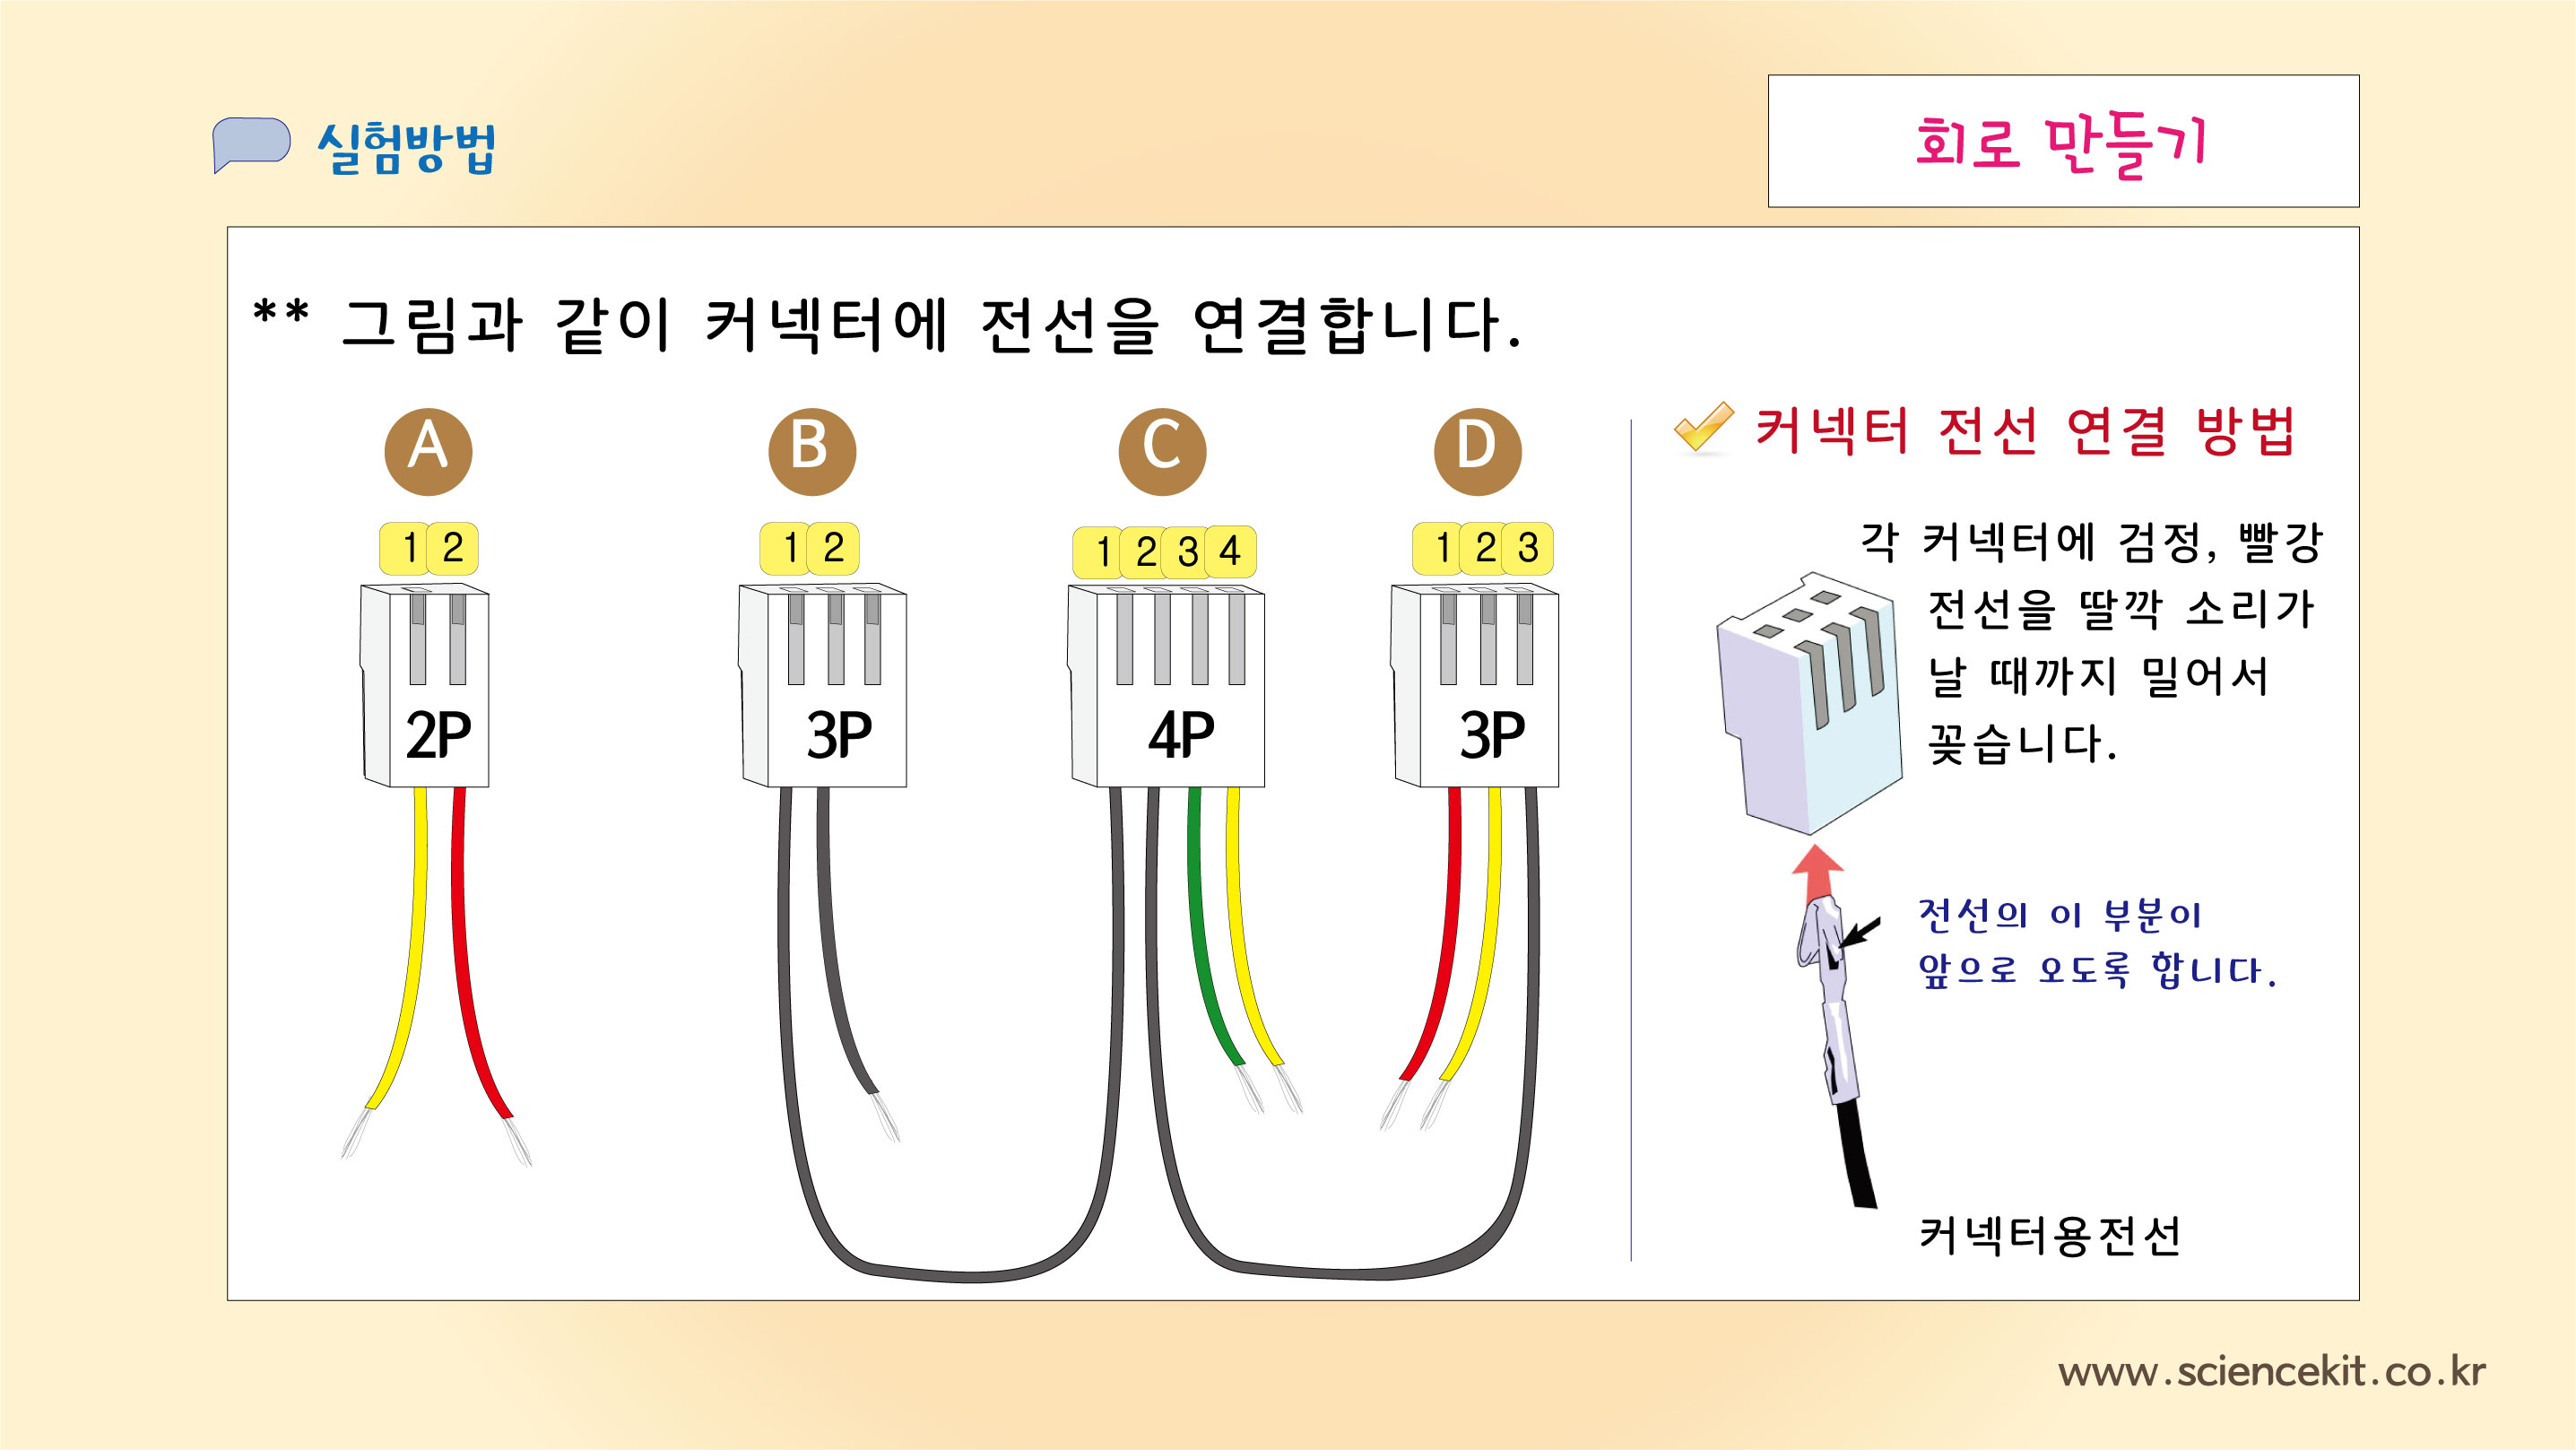 실험방법
회로 만들기
** 그림과 같이 커넥터에 전선을 연결합니다.
A B C D
1 2 1 2 1 2 3 4 1 2 3
2P 3P 4P 3P
커넥터 전선 연결 방법
각 커넥터에 검정, 빨강
전선을 딸깍 소리가
날 때까지 밀어서
꽂습니다.
전선의 이 부분이
앞으로 오도록 합니다.
커넥터용전선
www.sciencekit.co.kr